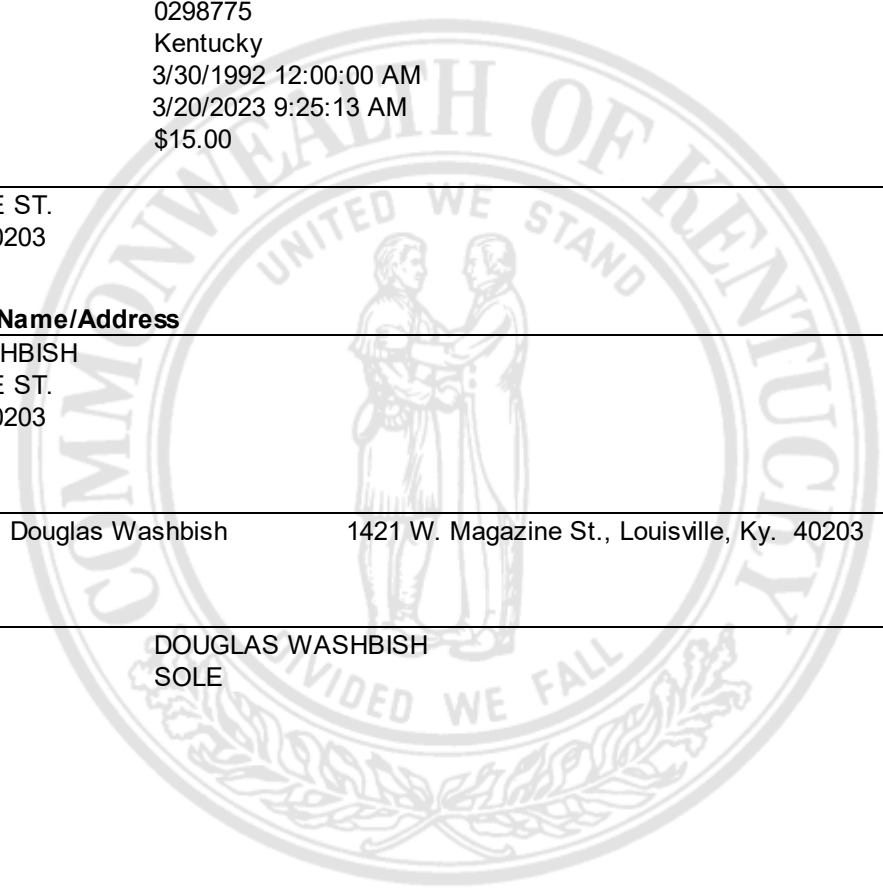 0298775
Kentucky
3/30/1992 12:00:00 AM
3/20/2023 9:25:13 AM
$15.00
E ST.
0203
Name/Address
HBISH
E ST.
0203
Douglas Washbish 1421 W. Magazine St., Louisville, Ky. 40203
DOUGLAS WASHBISH
SOLE
COMMONWEALTH OF KENTUCKY
UNITED WE STAND
DIVIDED WE FALL